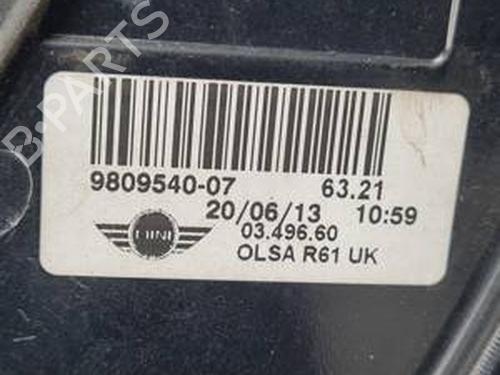 B-PARTS
9809540-07 63.21
20/06/13 10:59
03.496.60
MINI
OLSA R61 UK